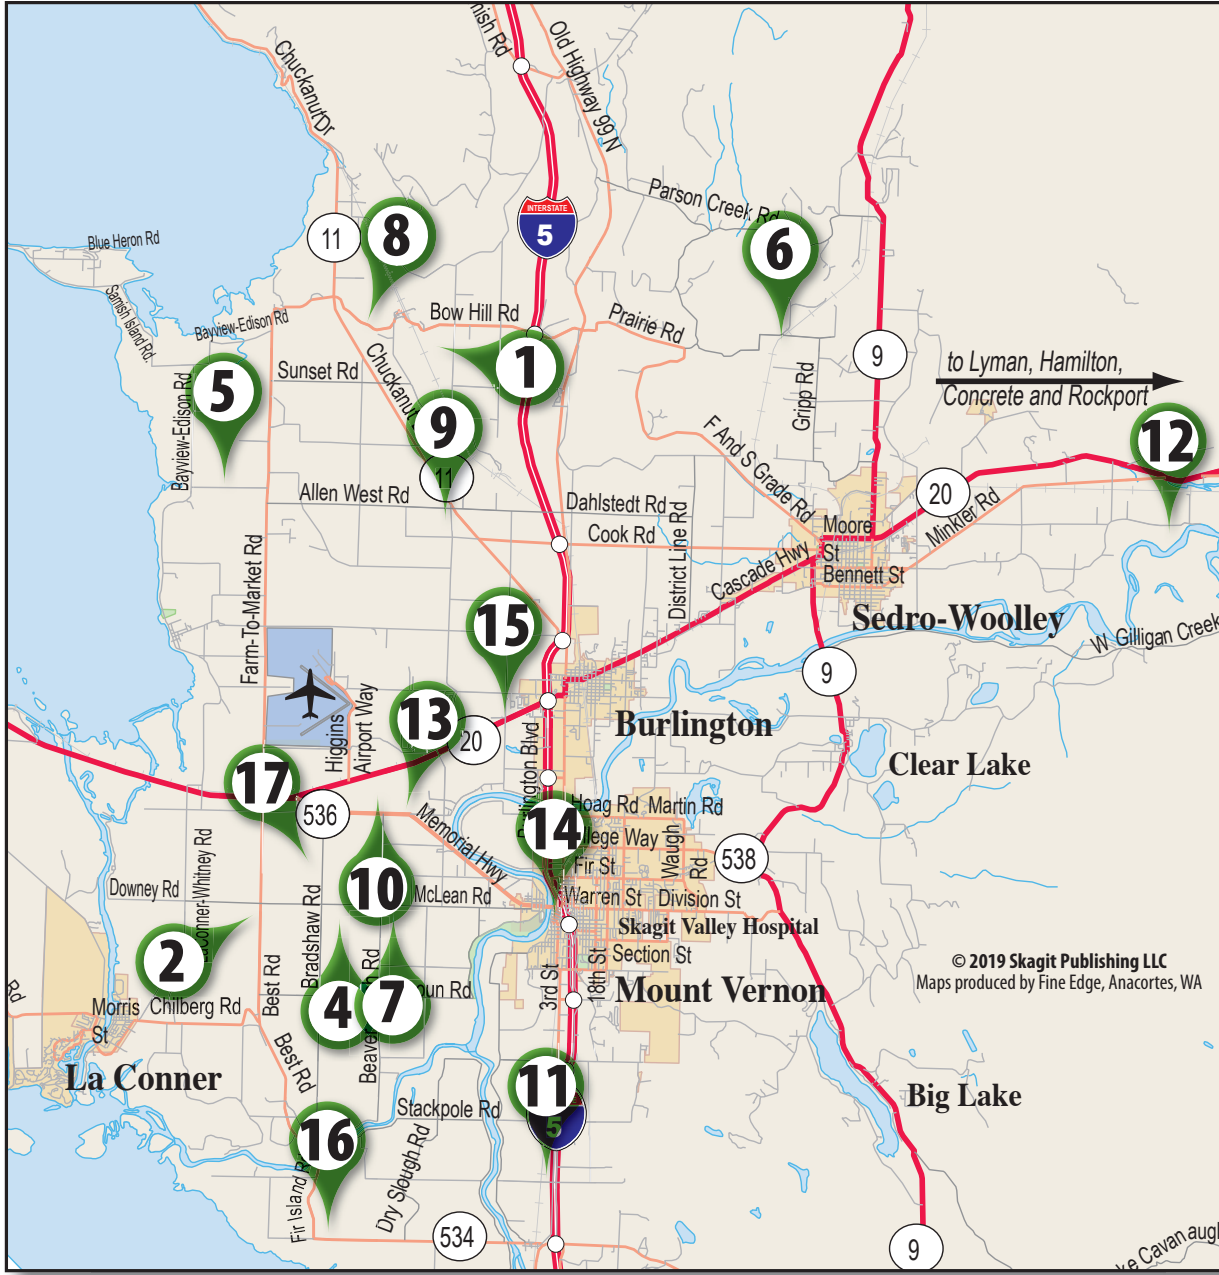 Chuckanut Dr
Old Highway 99 N
Parson Creek Rd
INTERSTATE
5
11
8
6
Blue Heron Rd
Samish Island Rd.
Bayview-Edison Rd
Bow Hill Rd
Prairie Rd
9
to Lyman, Hamilton,
Concrete and Rockport
Sunset Rd
Chuckanut
1
5
Bayview-Edison Rd
Gripp Rd
9
12
F And S Grade Rd
11
Allen West Rd
Dahlstedt Rd
Cook Rd
District Line Rd
20
Minkler Rd
Moore
St
Bennett St
Cascade Hwy
Farm-To-Market Rd
15
Sedro-Woolley
W Gilligan Creek
9
Higgins
Airport Way
13
20
Burlington
Clear Lake
17
536
Memorial Hwy
14
Hoag Rd
Martin Rd
Waugh
Rd
Fir St
538
Downey Rd
10
McLean Rd
Warren St
Division St
Skagit Valley Hospital
2
Bradshaw Rd
Section St
3rd St
18th St
Mount Vernon
© 2019 Skagit Publishing LLC
Maps produced by Fine Edge, Anacortes, WA
Rd
Morris
St
Chilberg Rd
Best Rd
4
7
Best Rd
La Conner
11
5
Big Lake
Stackpole Rd
16
Dry Slough Rd
534
9